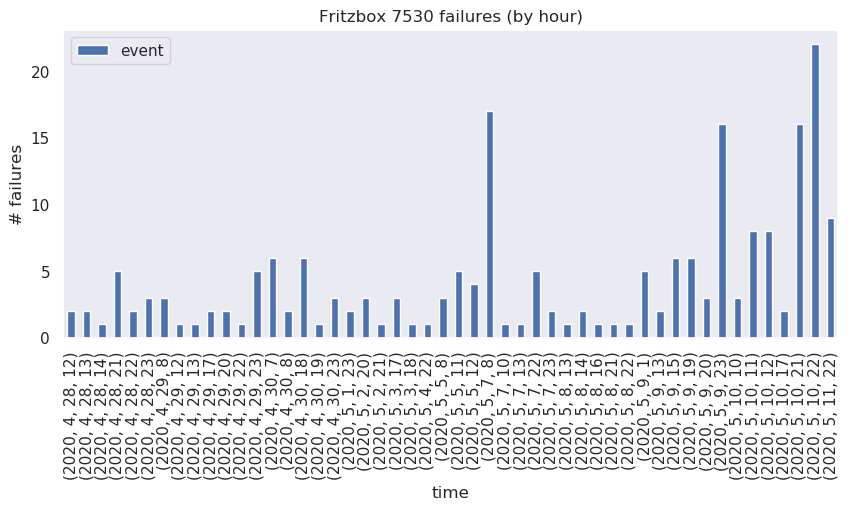 Fritzbox 7530 failures (by hour)
event
# failures
20
15
10
5
0
(2020, 4, 28, 12)
(2020, 4, 28, 13)
(2020, 4, 28, 14)
(2020, 4, 28, 21)
(2020, 4, 28, 22)
(2020, 4, 28, 23)
(2020, 4, 29, 8)
(2020, 4, 29, 12)
(2020, 4, 29, 13)
(2020, 4, 29, 17)
(2020, 4, 29, 20)
(2020, 4, 29, 22)
(2020, 4, 29, 23)
(2020, 4, 30, 7)
(2020, 4, 30, 8)
(2020, 4, 30, 18)
(2020, 4, 30, 19)
(2020, 4, 30, 23)
(2020, 5, 1, 23)
(2020, 5, 2, 20)
(2020, 5, 2, 21)
(2020, 5, 3, 17)
(2020, 5, 3, 18)
(2020, 5, 4, 22)
(2020, 5, 5, 8)
(2020, 5, 5, 11)
(2020, 5, 5, 12)
(2020, 5, 7, 8)
(2020, 5, 7, 10)
(2020, 5, 7, 13)
(2020, 5, 7, 22)
(2020, 5, 7, 23)
(2020, 5, 8, 13)
(2020, 5, 8, 14)
(2020, 5, 8, 16)
(2020, 5, 8, 21)
(2020, 5, 8, 22)
(2020, 5, 9, 1)
(2020, 5, 9, 13)
(2020, 5, 9, 15)
(2020, 5, 9, 19)
(2020, 5, 9, 20)
(2020, 5, 9, 23)
(2020, 5, 10, 10)
(2020, 5, 10, 11)
(2020, 5, 10, 12)
(2020, 5, 10, 17)
(2020, 5, 10, 21)
(2020, 5, 10, 22)
(2020, 5, 11, 22)
time